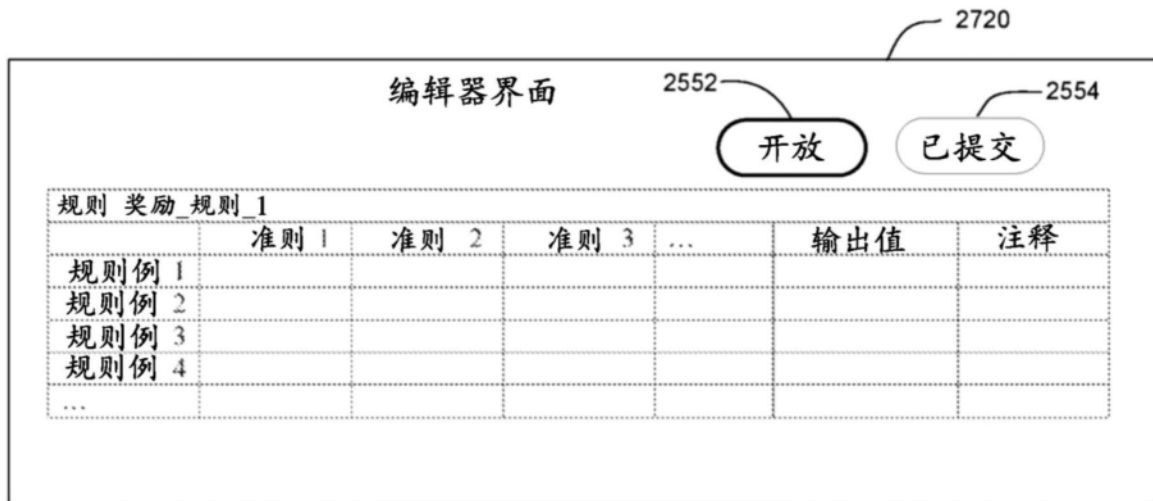 2720
编辑器界面
2552
2554
开放
已提交
规则 奖励_规则_1
准则 1 准则 2 准则 3 ... 输出值 注释
规则例 1
规则例 2
规则例 3
规则例 4
...